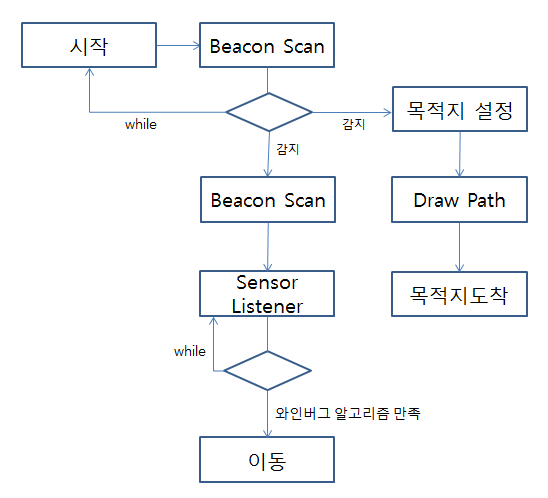 시작
Beacon Scan
while
감지
목적지 설정
감지
Beacon Scan
Draw Path
Sensor
Listener
목적지도착
while
와인버그 알고리즘 만족
이동